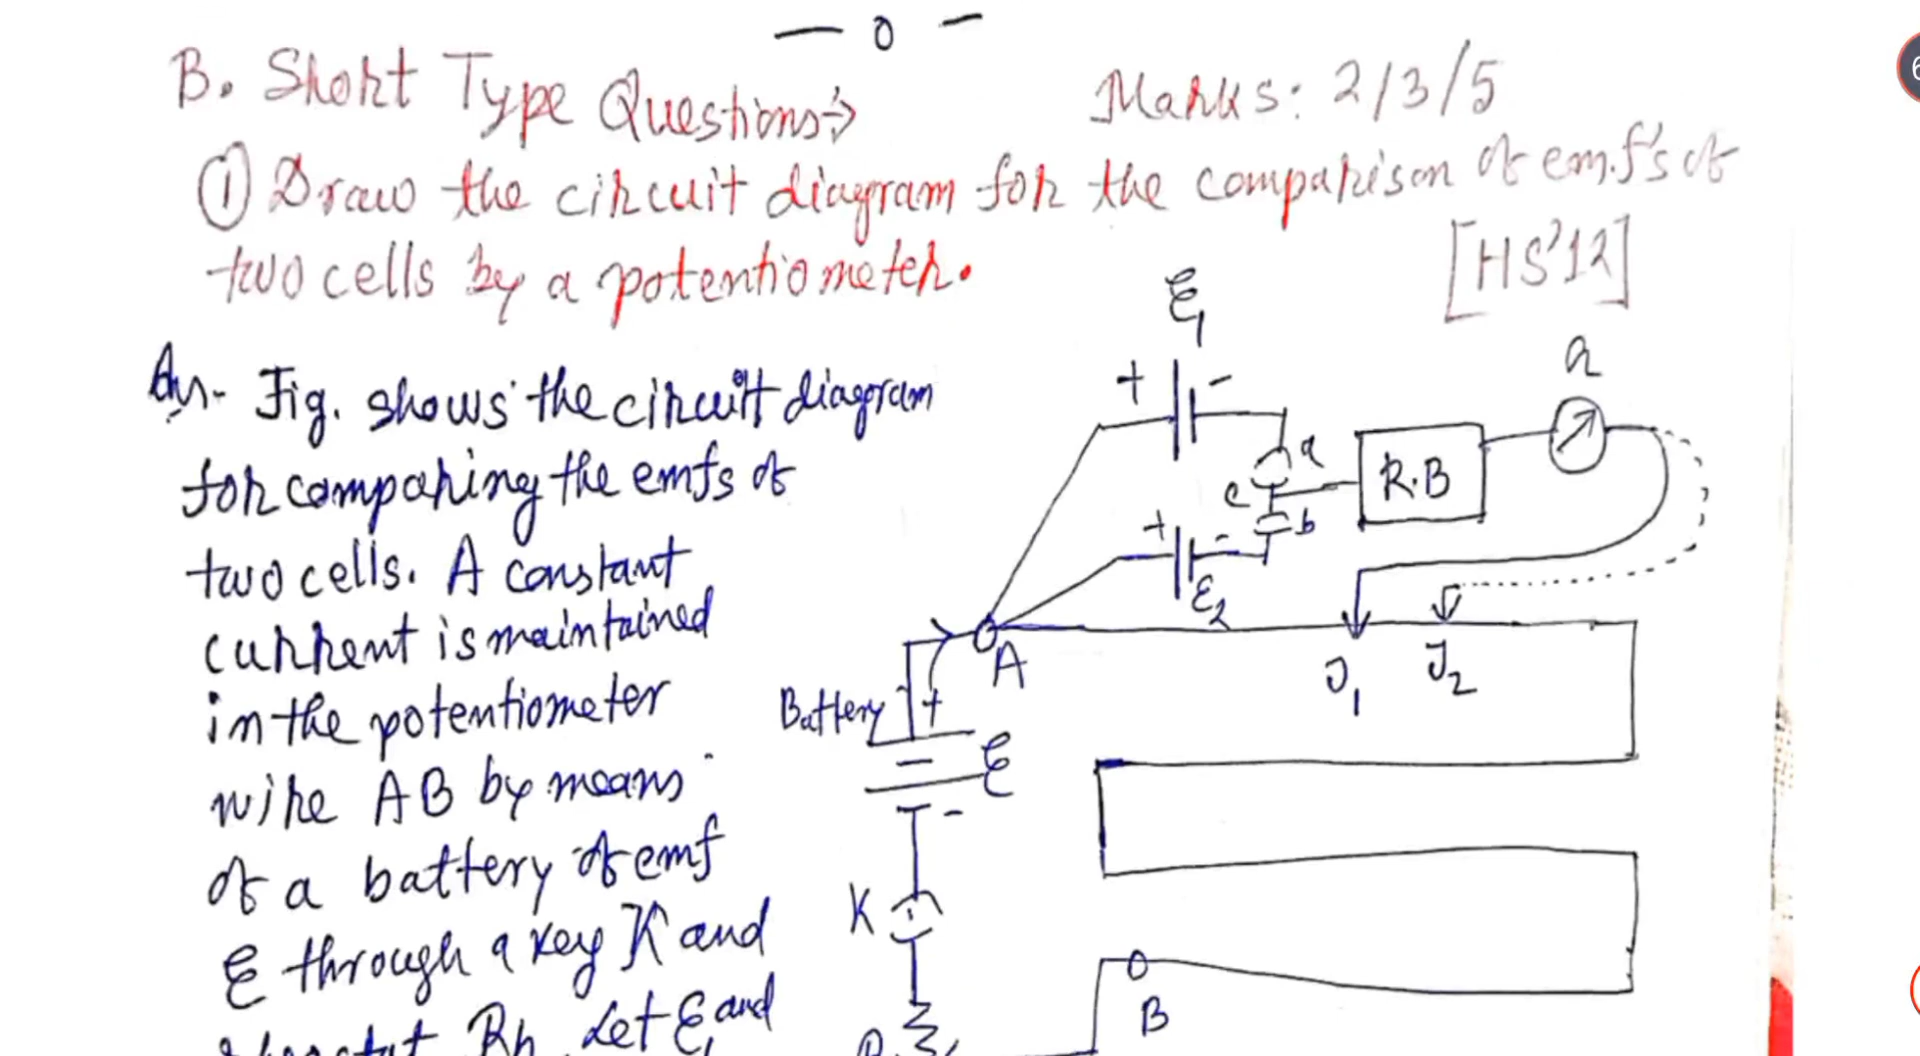 — 0 —
B. Short Type Questions:→ Marks: 2/3/5
① Draw the circuit diagram for the comparison of em.f's of
two cells by a potentiometer. [HS'12]
Ans- Fig. shows the circuit diagram
for comparing the emfs of
two cells. A constant
current is maintained
in the potentiometer
wire AB by means
of a battery of emf
ℰ through a key K and
Rh. Let ℰ₁ and
ℰ₁
+ -
a
R.B
c
b
+ -
ℰ₂
A
J₁ J₂
Battery + ℰ
-
K
B
6